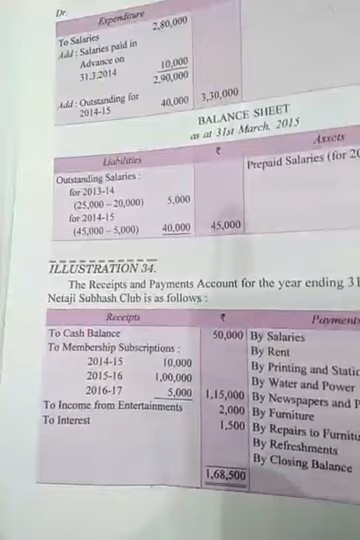 Dr.
Expenditure
To Salaries 2,80,000
Add : Salaries paid in
Advance on
31.3.2014 10,000
2,90,000
Add : Outstanding for
2014-15 40,000 3,30,000
BALANCE SHEET
as at 31st March, 2015
Liabilities ₹ Assets
Outstanding Salaries : Prepaid Salaries (for 20
for 2013-14
(25,000 – 20,000) 5,000
for 2014-15
(45,000 – 5,000) 40,000 45,000
ILLUSTRATION 34.
The Receipts and Payments Account for the year ending 31
Netaji Subhash Club is as follows :
Receipts ₹ Payments
To Cash Balance 50,000 By Salaries
To Membership Subscriptions : By Rent
2014-15 10,000 By Printing and Static
2015-16 1,00,000 By Water and Power
2016-17 5,000 1,15,000 By Newspapers and P
To Income from Entertainments 2,000 By Furniture
To Interest 1,500 By Repairs to Furnitu
By Refreshments
By Closing Balance
1,68,500